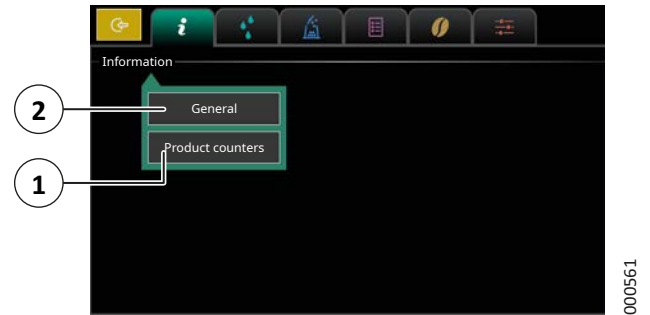 i
Information
2
General
Product counters
1
000561